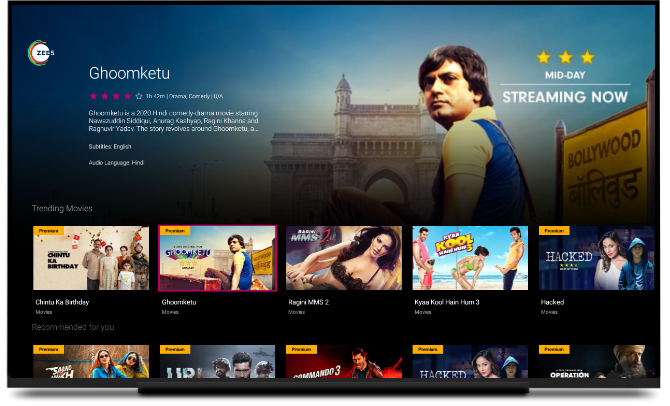 ZEE5
Ghoomketu
1h 42m | Drama, Comedy | U/A
Ghoomketu is a 2020 Hindi comedy-drama movie starring
Nawazuddin Siddiqui, Anurag Kashyap, Ragini Khanna and
Raghuvir Yadav. The story revolves around Ghoomketu, a...
Subtitles: English
Audio Language: Hindi
MID-DAY
STREAMING NOW
BOLLYWOOD
बॉलिवुड
Trending Movies
Premium
CHINTU
KA
BIRTHDAY
Premium
GHOOMKETU
RAGINI
MMS 2
KYAA
KOOL
HAIN HUM 3
Premium
HACKED
Chintu Ka Birthday
Movies
Ghoomketu
Movies
Ragini MMS 2
Movies
Kyaa Kool Hain Hum 3
Movies
Hacked
Movies
Recommended for you
Premium
SAAND
KI
AANKH
URI
Premium
COMMANDO 3
Premium
HACKED
Premium
OPERATION